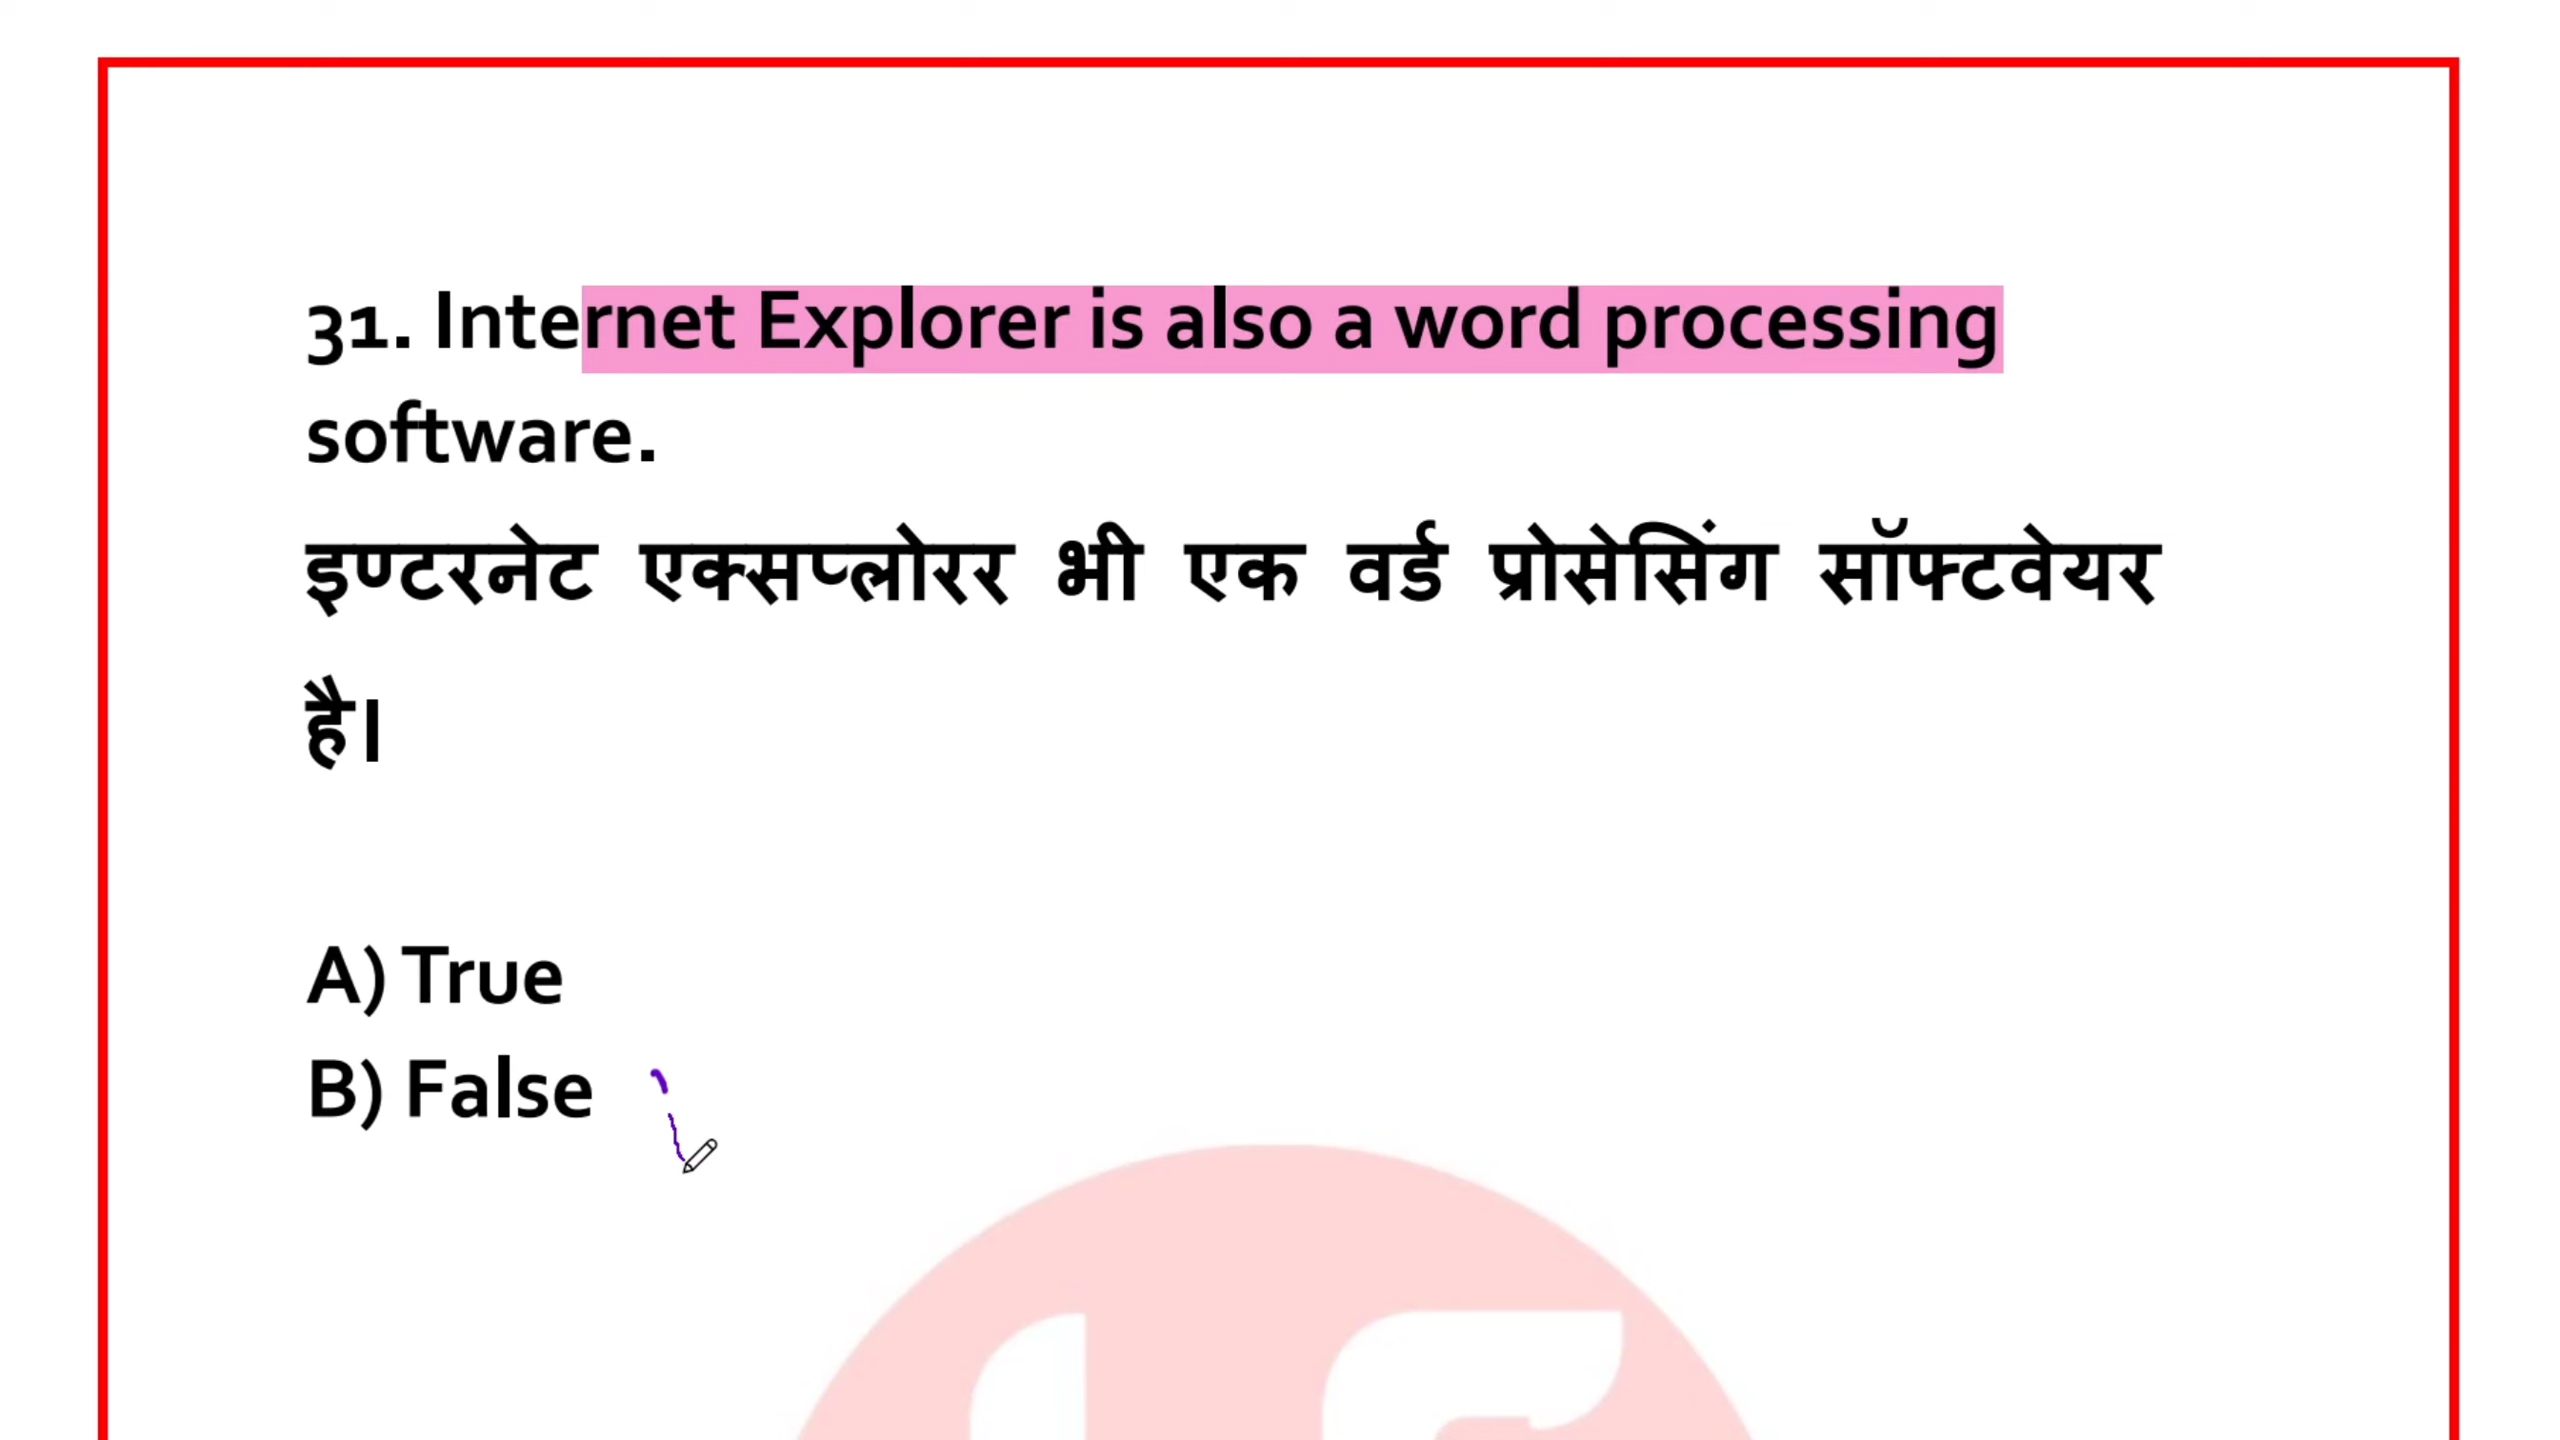 31. Internet Explorer is also a word processing
software.
इण्टरनेट एक्सप्लोरर भी एक वर्ड प्रोसेसिंग सॉफ्टवेयर
है।
A) True
B) False